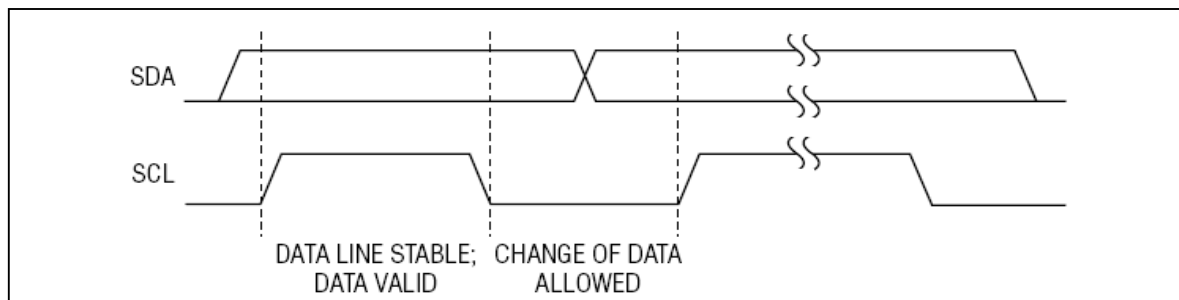 SDA
SCL
DATA LINE STABLE;
DATA VALID
CHANGE OF DATA
ALLOWED